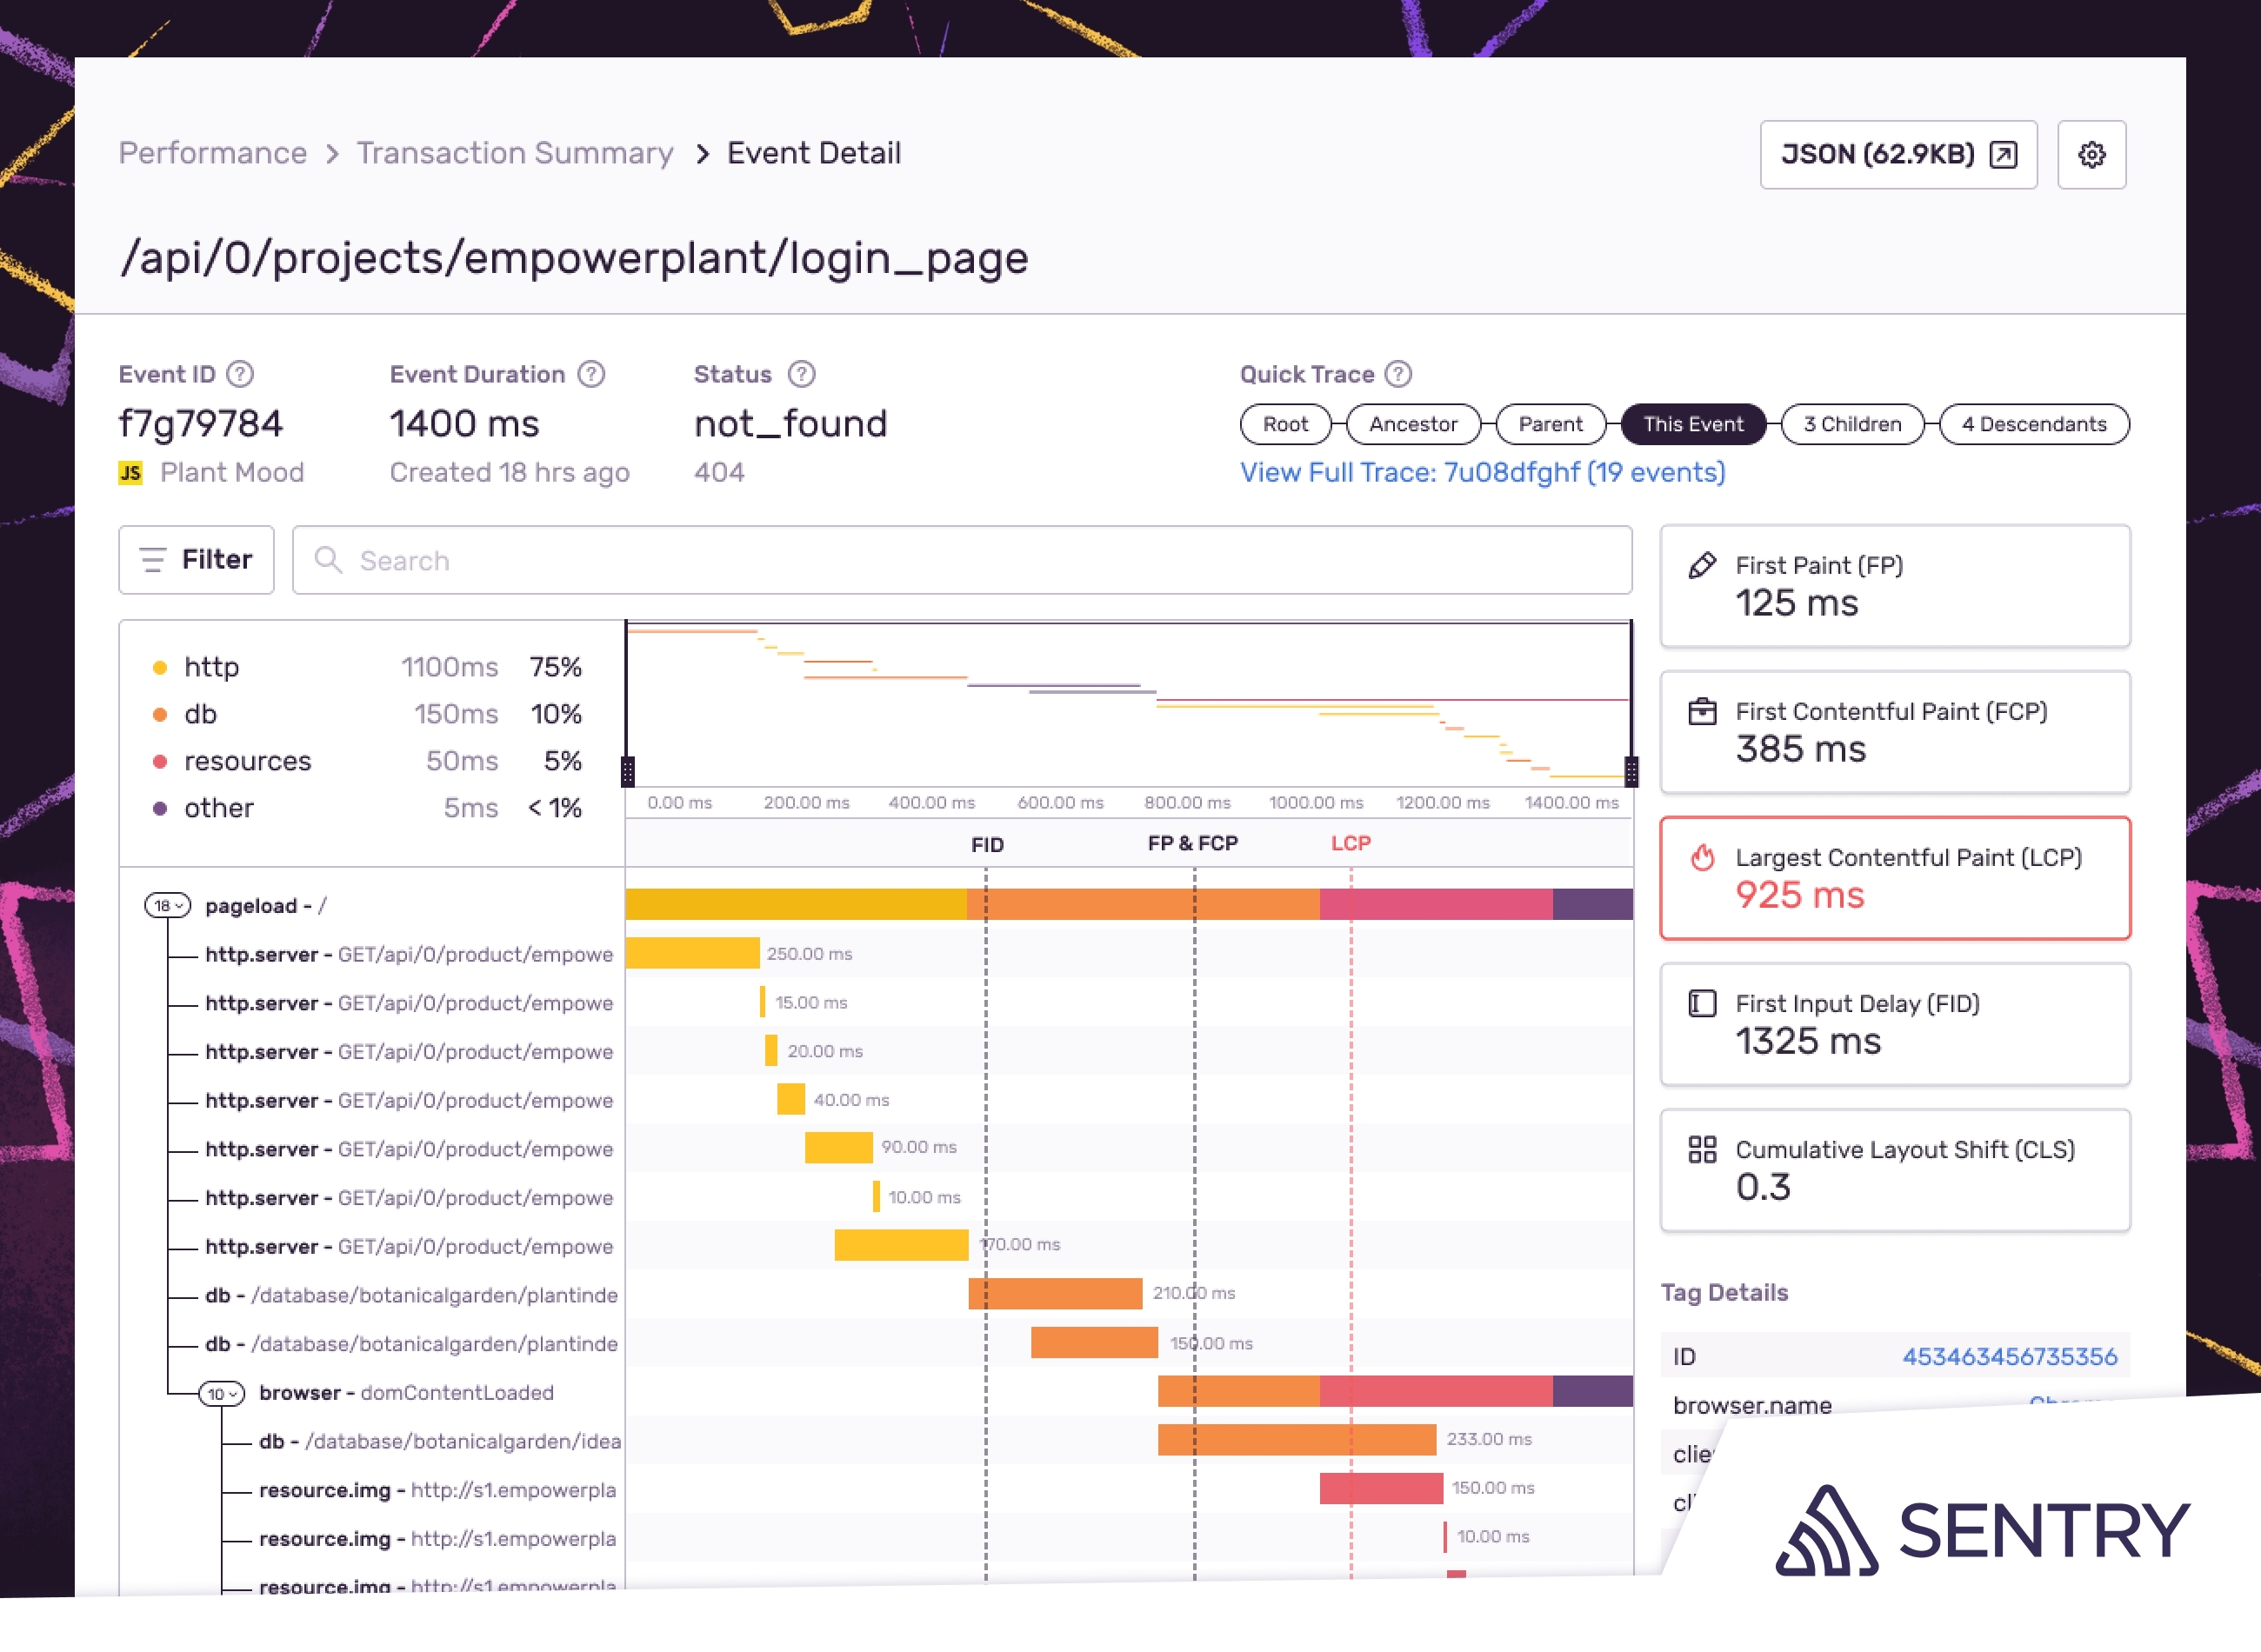 Performance > Transaction Summary > Event Detail
JSON (62.9KB)
/api/0/projects/empowerplant/login_page
Event ID
f7g79784
JS Plant Mood
Event Duration
1400 ms
Created 18 hrs ago
Status
not_found
404
Quick Trace
Root Ancestor Parent This Event 3 Children 4 Descendants
View Full Trace: 7u08dfghf (19 events)
Filter
Search
http 1100ms 75%
db 150ms 10%
resources 50ms 5%
other 5ms < 1%
0.00 ms 200.00 ms 400.00 ms 600.00 ms 800.00 ms 1000.00 ms 1200.00 ms 1400.00 ms
FID FP & FCP LCP
18 pageload - /
http.server - GET/api/0/product/empowe 250.00 ms
http.server - GET/api/0/product/empowe 15.00 ms
http.server - GET/api/0/product/empowe 20.00 ms
http.server - GET/api/0/product/empowe 40.00 ms
http.server - GET/api/0/product/empowe 90.00 ms
http.server - GET/api/0/product/empowe 10.00 ms
http.server - GET/api/0/product/empowe 170.00 ms
db - /database/botanicalgarden/plantinde 210.00 ms
db - /database/botanicalgarden/plantinde 150.00 ms
10 browser - domContentLoaded
db - /database/botanicalgarden/idea 233.00 ms
resource.img - http://s1.empowerpla 150.00 ms
resource.img - http://s1.empowerpla 10.00 ms
resource.img - http://s1.empowerpla
First Paint (FP)
125 ms
First Contentful Paint (FCP)
385 ms
Largest Contentful Paint (LCP)
925 ms
First Input Delay (FID)
1325 ms
Cumulative Layout Shift (CLS)
0.3
Tag Details
ID 453463456735356
browser.name
SENTRY